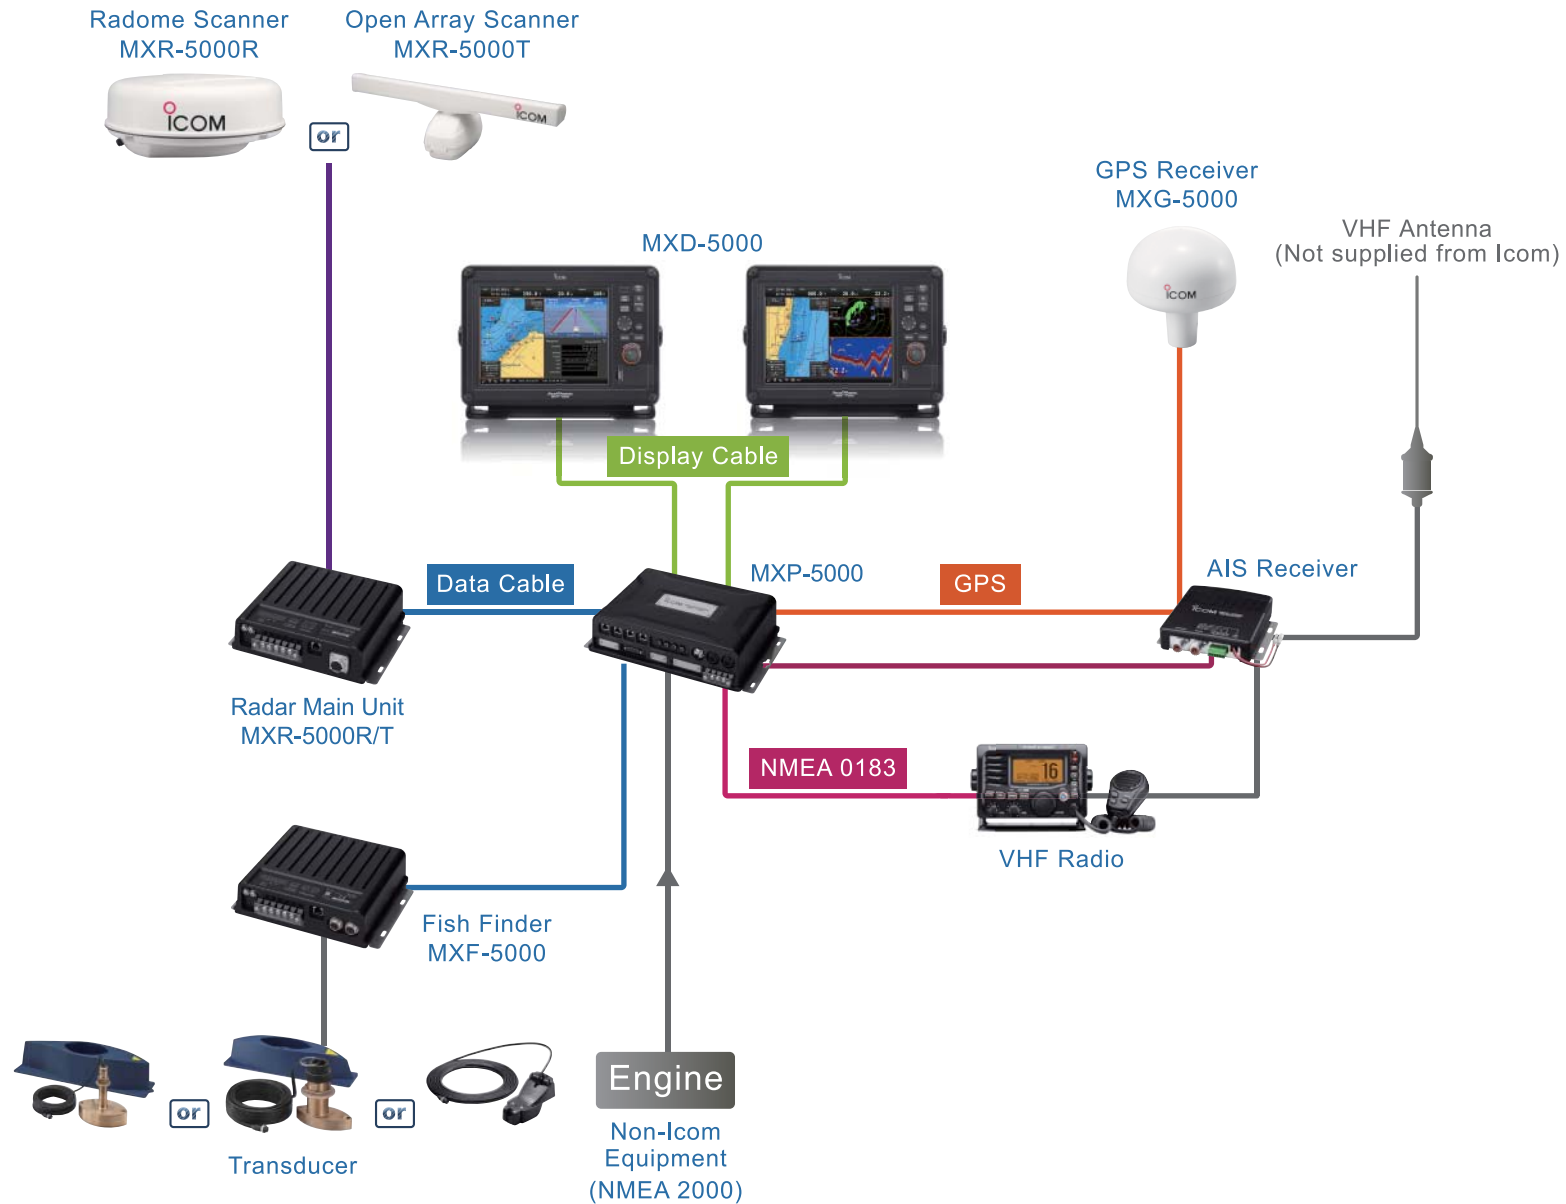 Radome Scanner
MXR-5000R
Open Array Scanner
MXR-5000T
ICOM
or
ICOM
GPS Receiver
MXG-5000
ICOM
VHF Antenna
(Not supplied from Icom)
MXD-5000
Display Cable
Data Cable
MXP-5000
GPS
AIS Receiver
ICOM
Radar Main Unit
MXR-5000R/T
NMEA 0183
16
VHF Radio
Fish Finder
MXF-5000
or
or
Transducer
Engine
Non-Icom
Equipment
(NMEA 2000)